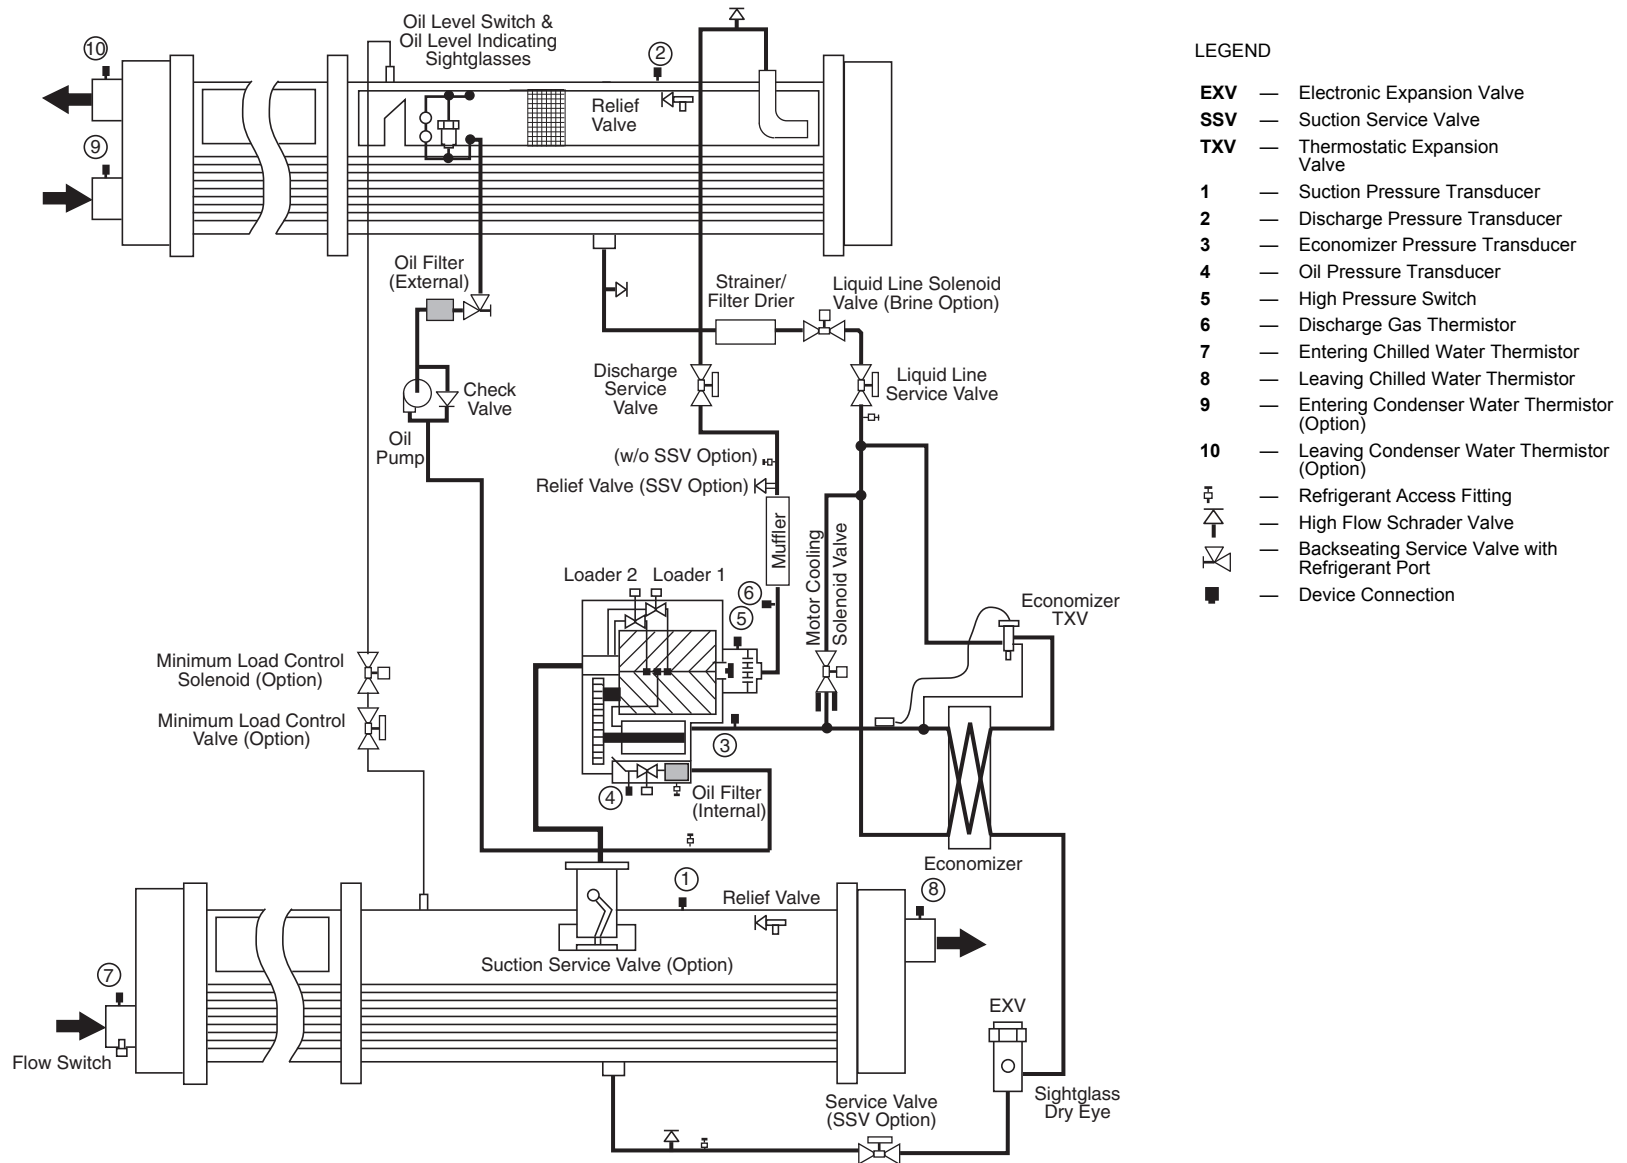 Oil Level Switch &
Oil Level Indicating
Sightglasses
10
2
Relief
Valve
9
Oil Filter
(External)
Strainer/
Filter Drier
Liquid Line Solenoid
Valve (Brine Option)
Discharge
Service
Valve
Liquid Line
Service Valve
Check
Valve
Oil
Pump
(w/o SSV Option)
Relief Valve (SSV Option)
Muffler
Motor Cooling
Solenoid Valve
Loader 2
Loader 1
6
5
Economizer
TXV
Minimum Load Control
Solenoid (Option)
Minimum Load Control
Valve (Option)
3
4
Oil Filter
(Internal)
Economizer
1
Relief Valve
8
Suction Service Valve (Option)
7
Flow Switch
EXV
Sightglass
Dry Eye
Service Valve
(SSV Option)
LEGEND
EXV — Electronic Expansion Valve
SSV — Suction Service Valve
TXV — Thermostatic Expansion
Valve
1 — Suction Pressure Transducer
2 — Discharge Pressure Transducer
3 — Economizer Pressure Transducer
4 — Oil Pressure Transducer
5 — High Pressure Switch
6 — Discharge Gas Thermistor
7 — Entering Chilled Water Thermistor
8 — Leaving Chilled Water Thermistor
9 — Entering Condenser Water Thermistor
(Option)
10 — Leaving Condenser Water Thermistor
(Option)
— Refrigerant Access Fitting
— High Flow Schrader Valve
— Backseating Service Valve with
Refrigerant Port
— Device Connection